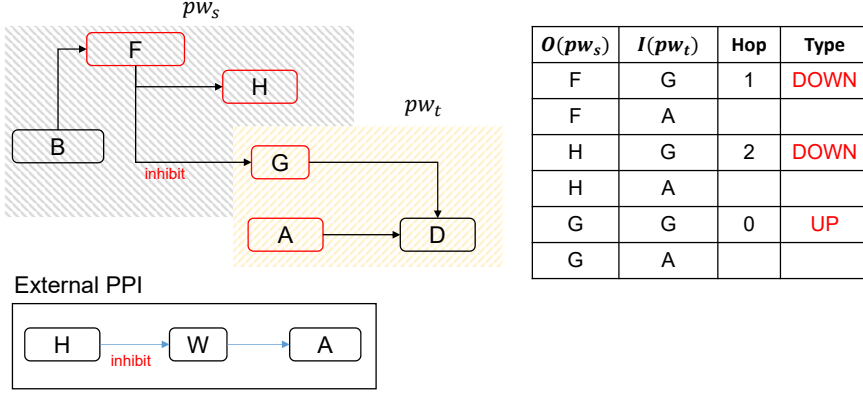 pw_s
F
H
B
pw_t
inhibit
G
A
D
External PPI
H
W
A
inhibit
O(pw_s) I(pw_t) Hop Type
F G 1 DOWN
F A
H G 2 DOWN
H A
G G 0 UP
G A